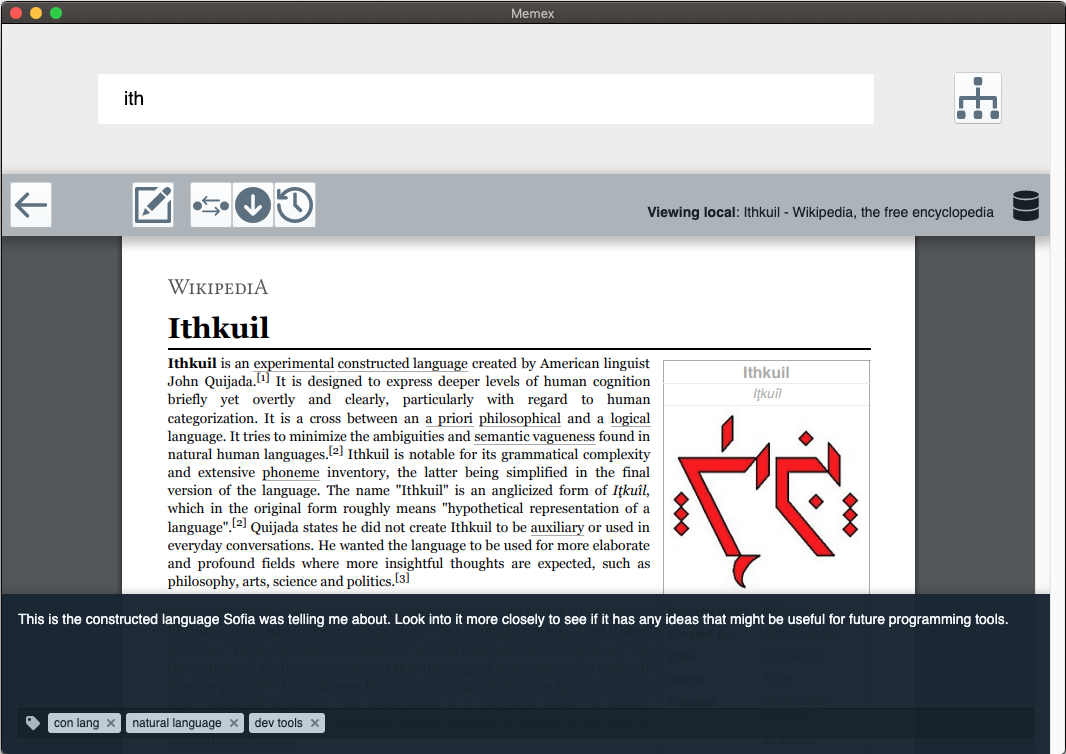 Memex
ith
Viewing local: Ithkuil - Wikipedia, the free encyclopedia
WIKIPEDIA
Ithkuil
Ithkuil is an experimental constructed language created by American linguist
John Quijada.[1] It is designed to express deeper levels of human cognition
briefly yet overtly and clearly, particularly with regard to human
categorization. It is a cross between an a priori philosophical and a logical
language. It tries to minimize the ambiguities and semantic vagueness found in
natural human languages.[2] Ithkuil is notable for its grammatical complexity
and extensive phoneme inventory, the latter being simplified in the final
version of the language. The name "Ithkuil" is an anglicized form of Iţkuîl,
which in the original form roughly means "hypothetical representation of a
language".[2] Quijada states he did not create Ithkuil to be auxiliary or used in
everyday conversations. He wanted the language to be used for more elaborate
and profound fields where more insightful thoughts are expected, such as
philosophy, arts, science and politics.[3]
Ithkuil
Iţkuîl
This is the constructed language Sofia was telling me about. Look into it more closely to see if it has any ideas that might be useful for future programming tools.
con lang ✕ natural language ✕ dev tools ✕